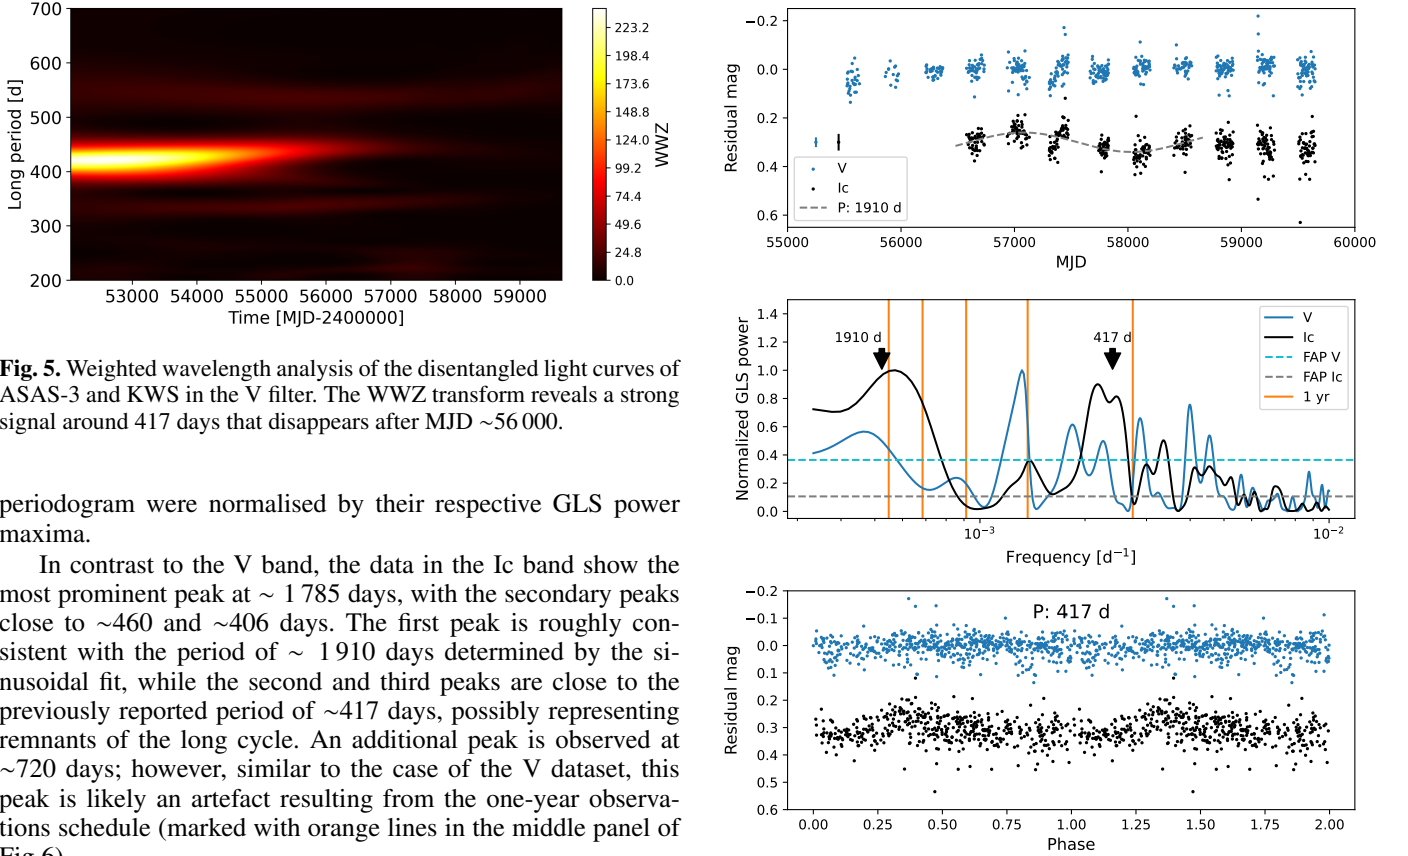 700
600
500
400
300
200
Long period [d]
53000 54000 55000 56000 57000 58000 59000
Time [MJD-2400000]
223.2
198.4
173.6
148.8
124.0
99.2
74.4
49.6
24.8
0.0
WWZ
Fig. 5. Weighted wavelength analysis of the disentangled light curves of
ASAS-3 and KWS in the V filter. The WWZ transform reveals a strong
signal around 417 days that disappears after MJD ∼56 000.
periodogram were normalised by their respective GLS power
maxima.
In contrast to the V band, the data in the Ic band show the
most prominent peak at ∼ 1 785 days, with the secondary peaks
close to ∼460 and ∼406 days. The first peak is roughly con-
sistent with the period of ∼ 1 910 days determined by the si-
nusoidal fit, while the second and third peaks are close to the
previously reported period of ∼417 days, possibly representing
remnants of the long cycle. An additional peak is observed at
∼720 days; however, similar to the case of the V dataset, this
peak is likely an artefact resulting from the one-year observa-
tions schedule (marked with orange lines in the middle panel of
Fig.6)
−0.2
0.0
0.2
0.4
0.6
Residual mag
V
Ic
P: 1910 d
55000 56000 57000 58000 59000 60000
MJD
1.4
1.2
1.0
0.8
0.6
0.4
0.2
0.0
Normalized GLS power
1910 d
417 d
V
Ic
FAP V
FAP Ic
1 yr
10⁻³ 10⁻²
Frequency [d⁻¹]
−0.2
−0.1
0.0
0.1
0.2
0.3
0.4
0.5
0.6
Residual mag
P: 417 d
0.00 0.25 0.50 0.75 1.00 1.25 1.50 1.75 2.00
Phase